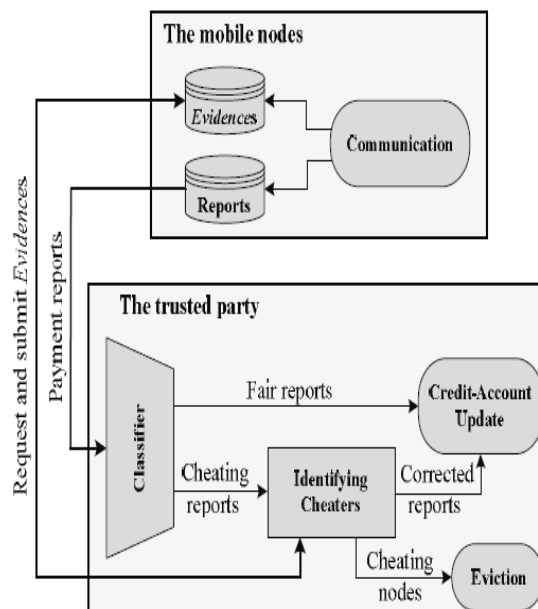 The mobile nodes
Evidences
Communication
Reports
Request and submit Evidences.
Payment reports.
The trusted party
Classifier
Fair reports
Credit-Account
Update
Cheating
reports
Identifying
Cheaters
Corrected
reports
Cheating
nodes
Eviction